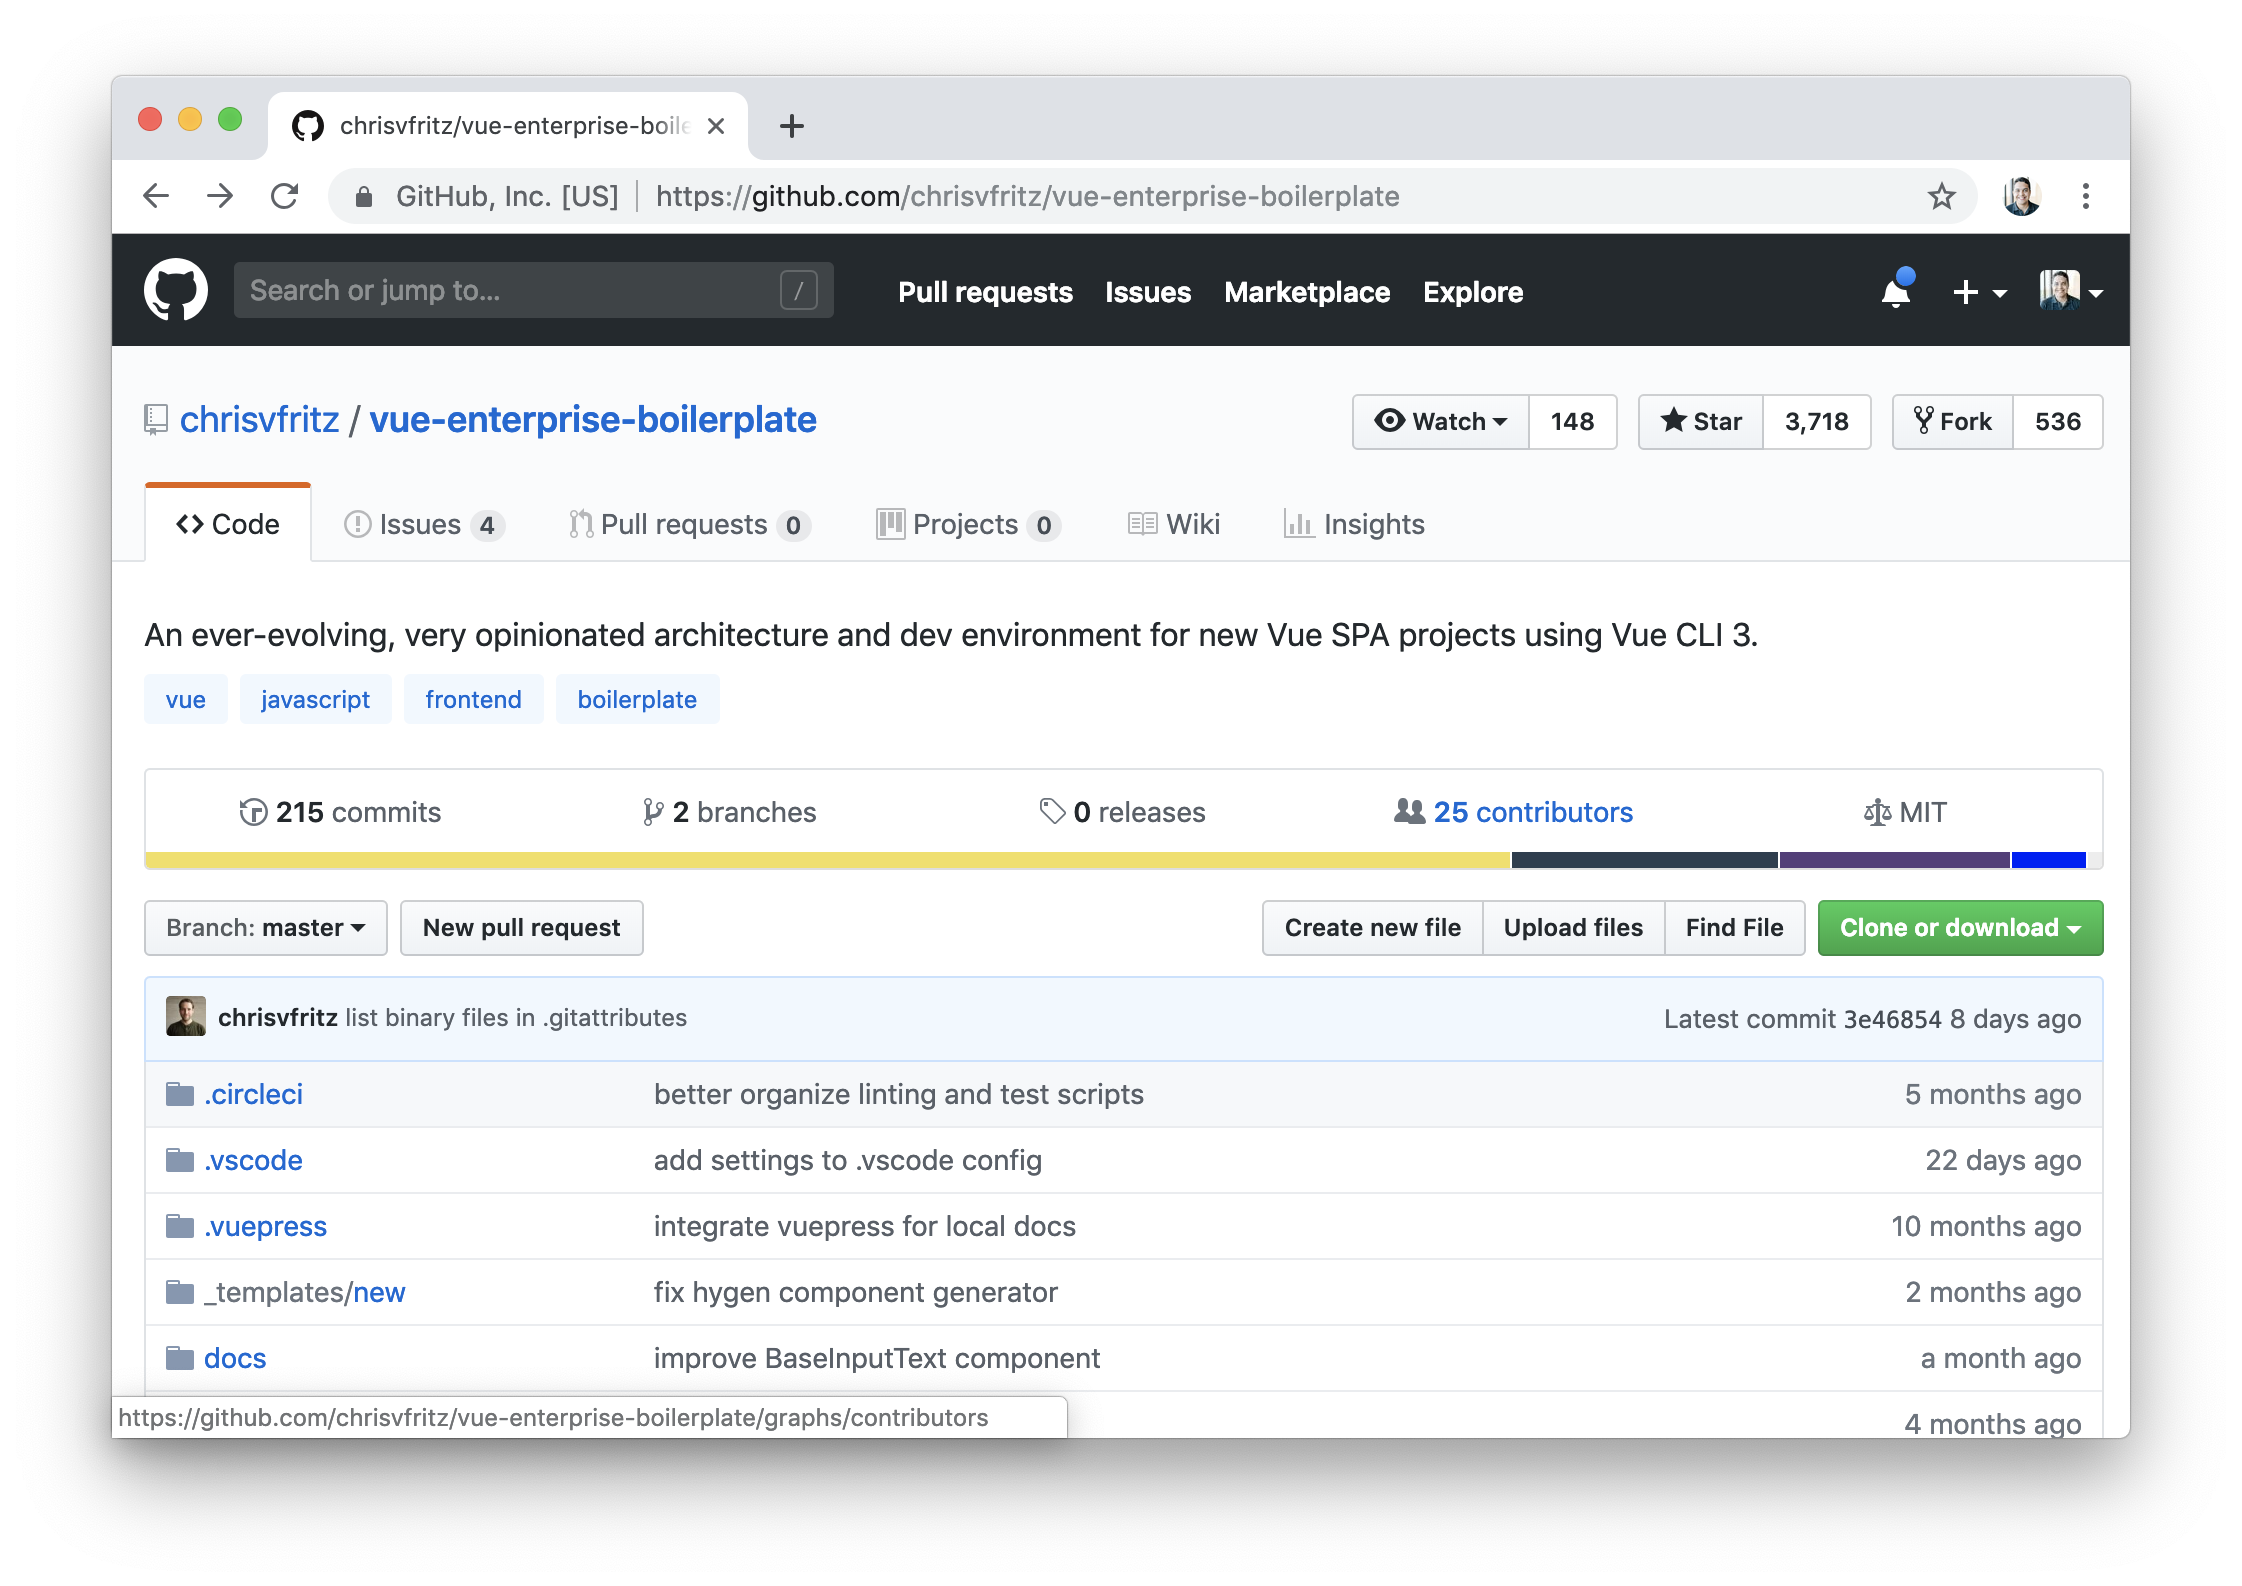 chrisvfritz/vue-enterprise-boile
GitHub, Inc. [US] https://github.com/chrisvfritz/vue-enterprise-boilerplate
Search or jump to... / Pull requests Issues Marketplace Explore
chrisvfritz / vue-enterprise-boilerplate Watch 148 Star 3,718 Fork 536
Code Issues 4 Pull requests 0 Projects 0 Wiki Insights
An ever-evolving, very opinionated architecture and dev environment for new Vue SPA projects using Vue CLI 3.
vue javascript frontend boilerplate
215 commits 2 branches 0 releases 25 contributors MIT
Branch: master New pull request Create new file Upload files Find File Clone or download
chrisvfritz list binary files in .gitattributes Latest commit 3e46854 8 days ago
.circleci better organize linting and test scripts 5 months ago
.vscode add settings to .vscode config 22 days ago
.vuepress integrate vuepress for local docs 10 months ago
_templates/new fix hygen component generator 2 months ago
docs improve BaseInputText component a month ago
https://github.com/chrisvfritz/vue-enterprise-boilerplate/graphs/contributors 4 months ago